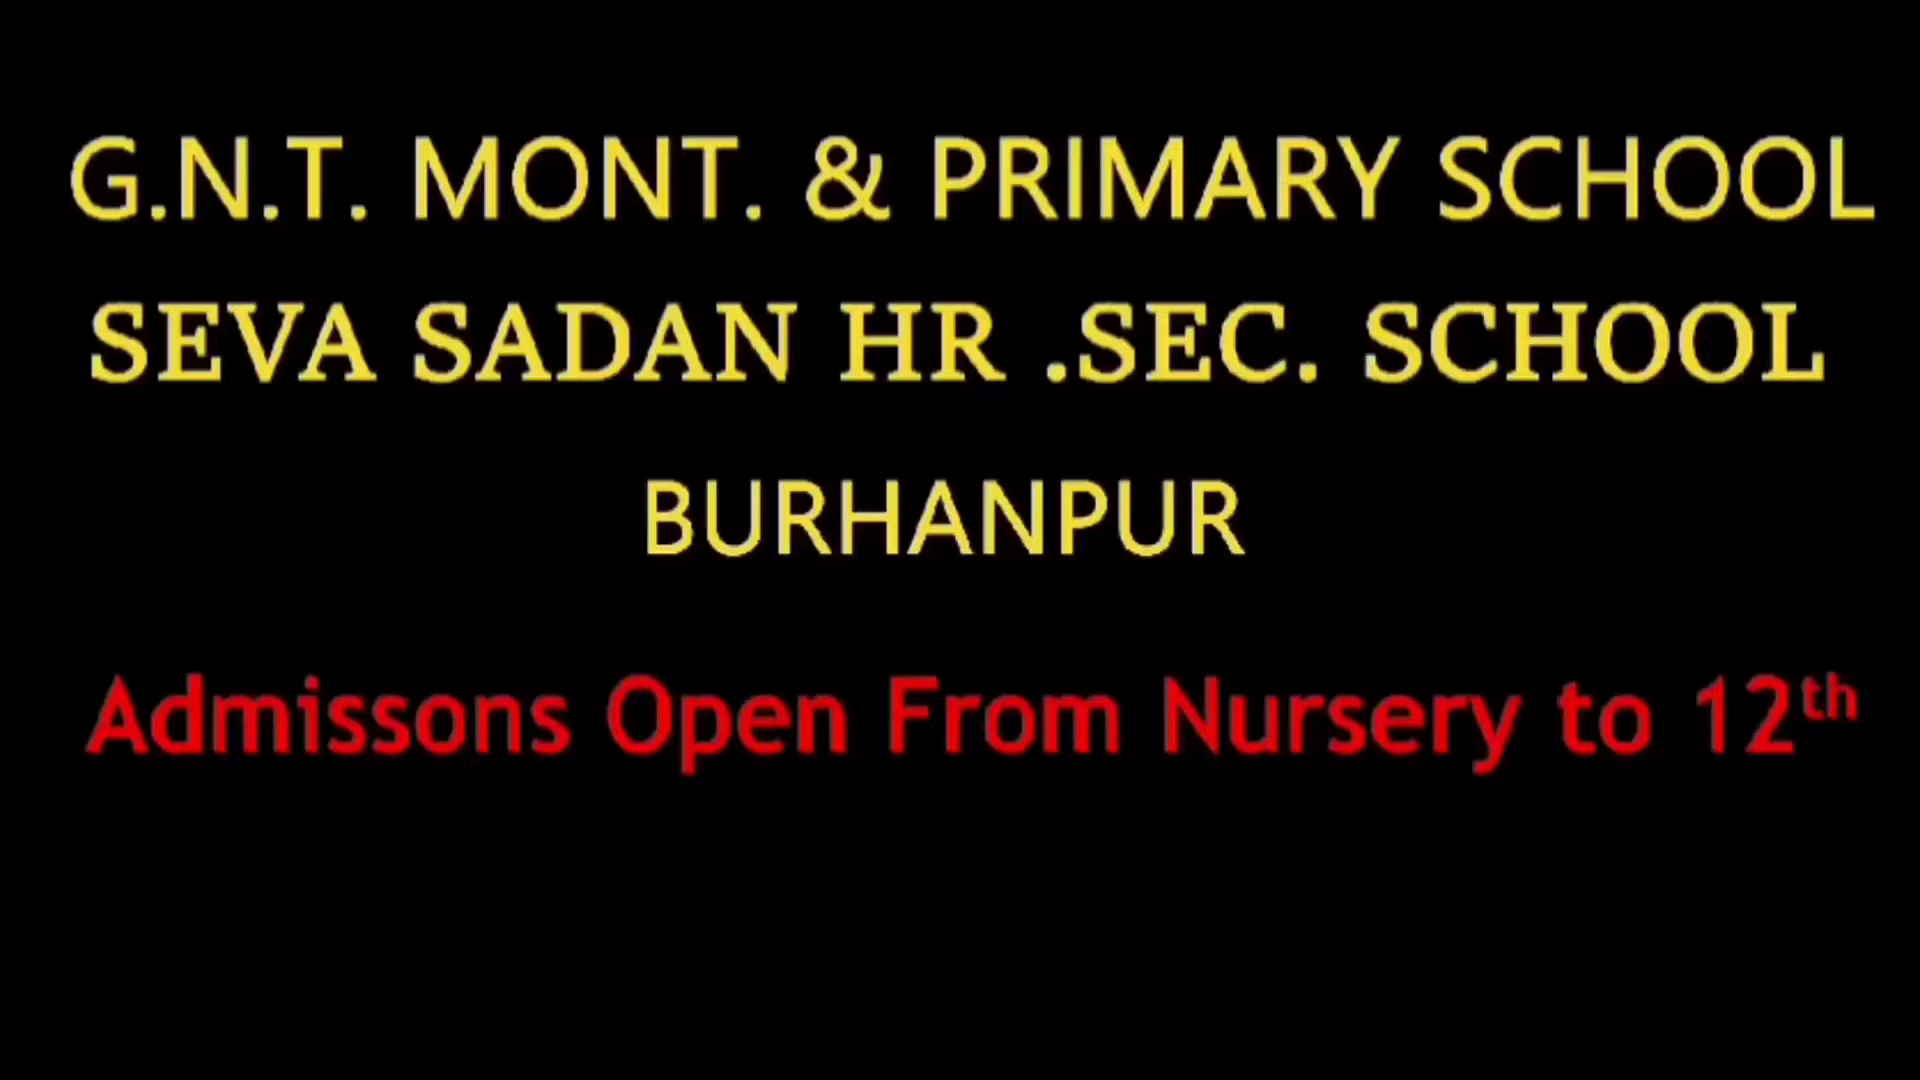 G.N.T. MONT. & PRIMARY SCHOOL
SEVA SADAN HR .SEC. SCHOOL
BURHANPUR
Admissons Open From Nursery to 12th